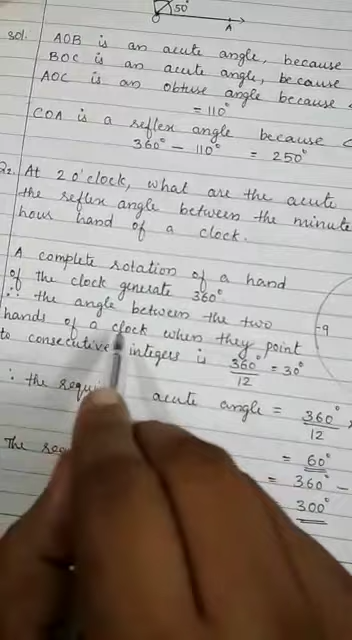 50°
A
Sol. AOB is an acute angle, because
BOC is an acute angle, because
AOC is an obtuse angle because
= 110°
COA is a reflex angle because
360° - 110° = 250°
Q2. At 2 o'clock, what are the acute
the reflex angle between the minute
hour hand of a clock.
A complete rotation of a hand
of the clock generate 360°
∴ the angle between the two
hands of a clock when they point
to consecutive integers is 360°/12 = 30°
-9
∴ the acute angle = 360°/12
= 60°
The
= 360 -
300°